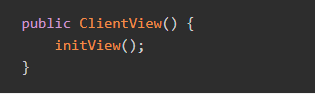 public ClientView() {
    initView();
}